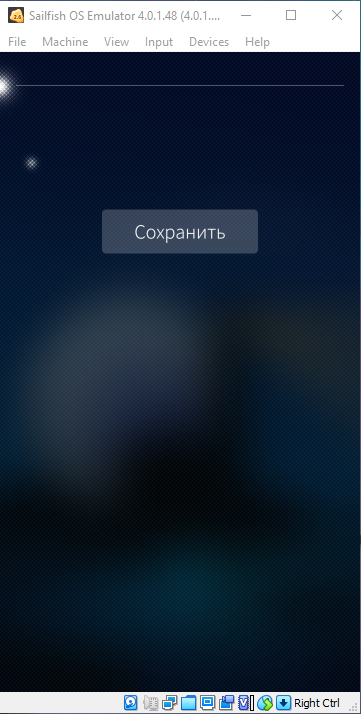 Sailfish OS Emulator 4.0.1.48 (4.0.1....
File Machine View Input Devices Help
Сохранить
Right Ctrl